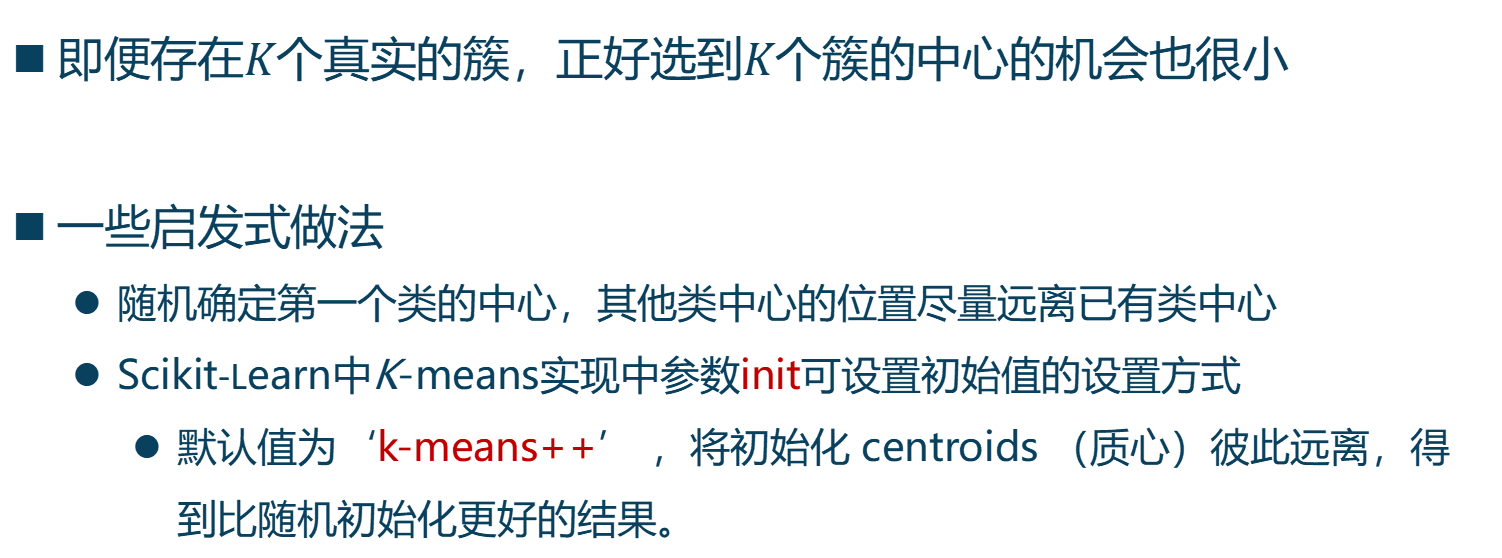 ■ 即便存在K个真实的簇，正好选到K个簇的中心的机会也很小
■ 一些启发式做法
● 随机确定第一个类的中心，其他类中心的位置尽量远离已有类中心
● Scikit-Learn中K-means实现中参数init可设置初始值的设置方式
● 默认值为‘k-means++’，将初始化 centroids （质心）彼此远离，得
到比随机初始化更好的结果。